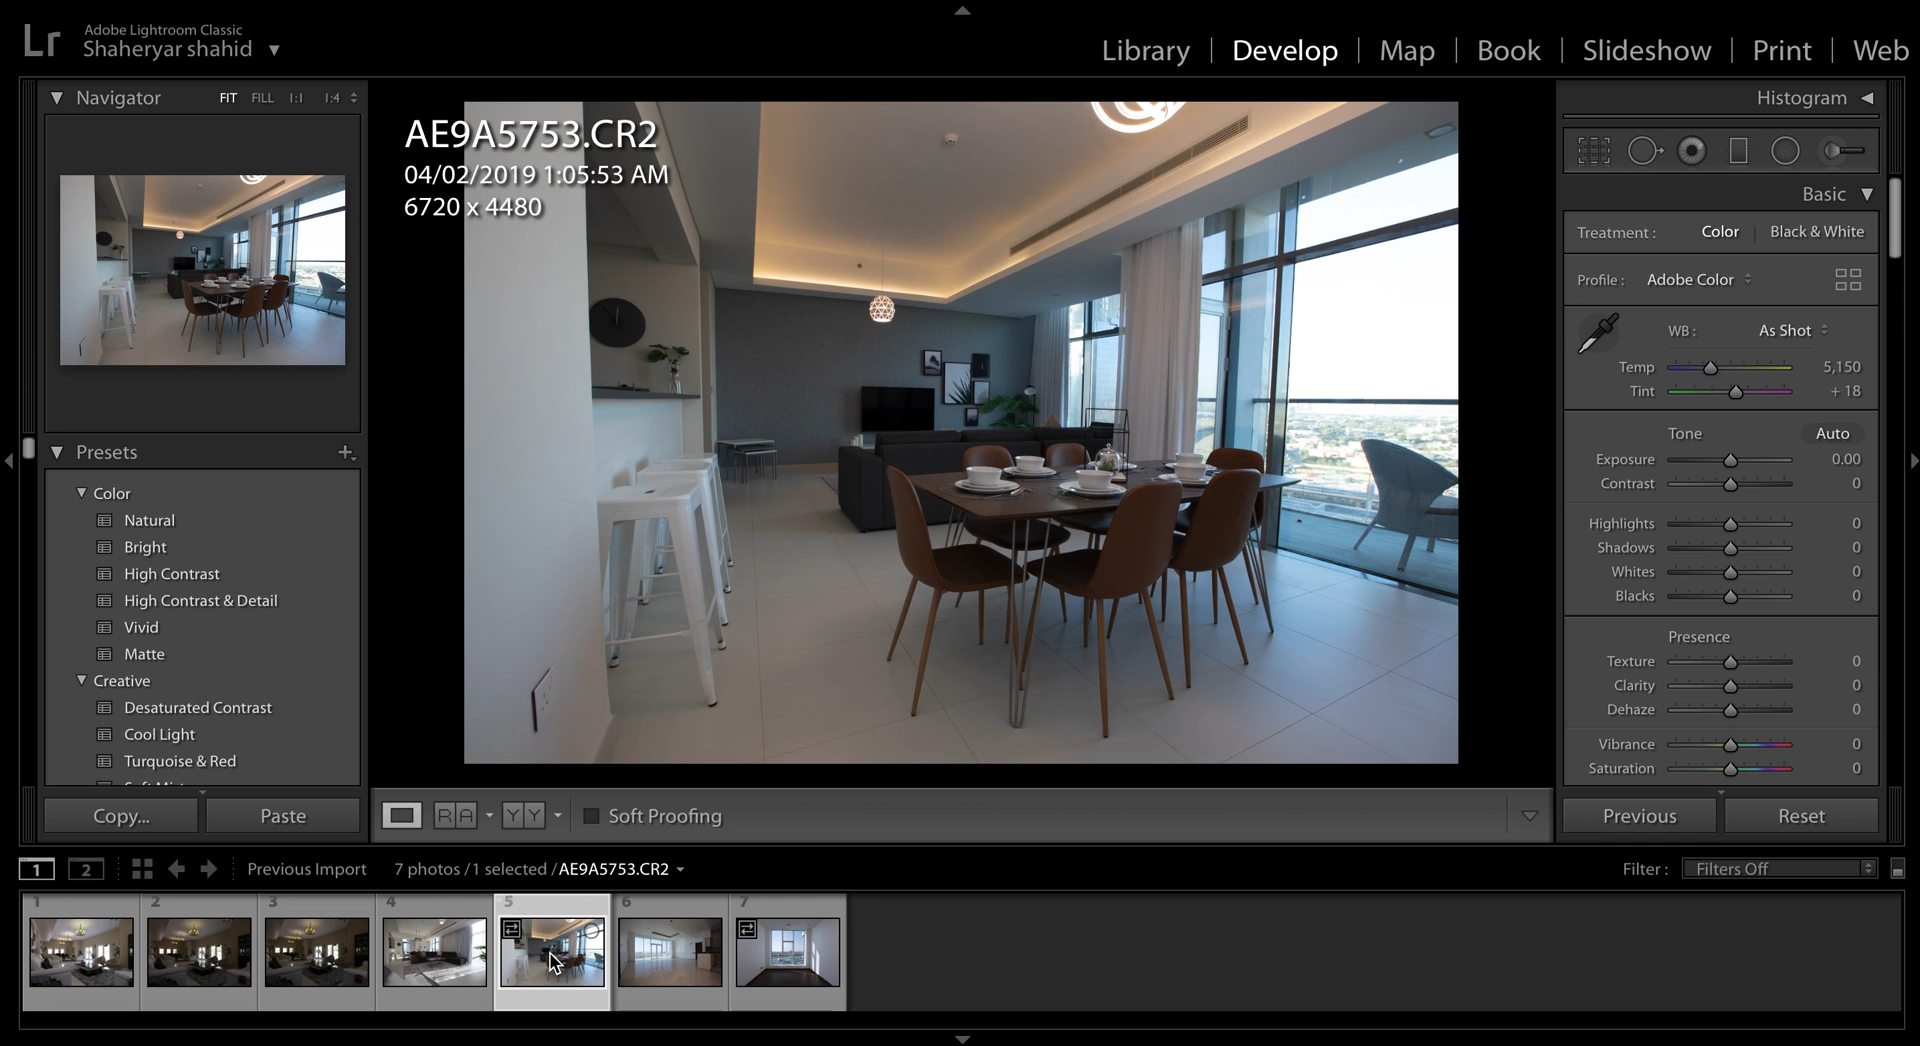 Lr
Adobe Lightroom Classic
Shaheryar shahid
Library | Develop | Map | Book | Slideshow | Print | Web
Navigator FIT FILL 1:1 1:4
Histogram
AE9A5753.CR2
04/02/2019 1:05:53 AM
6720 x 4480
Basic
Treatment : Color | Black & White
Profile : Adobe Color
WB : As Shot
Temp 5,150
Tint + 18
Tone Auto
Exposure 0.00
Contrast 0
Highlights 0
Shadows 0
Whites 0
Blacks 0
Presence
Texture 0
Clarity 0
Dehaze 0
Vibrance 0
Saturation 0
Presets
Color
Natural
Bright
High Contrast
High Contrast & Detail
Vivid
Matte
Creative
Desaturated Contrast
Cool Light
Turquoise & Red
Copy... Paste
R A Y Y Soft Proofing
Previous Reset
1 2 Previous Import 7 photos / 1 selected / AE9A5753.CR2
Filter : Filters Off
1 2 3 4 5 6 7